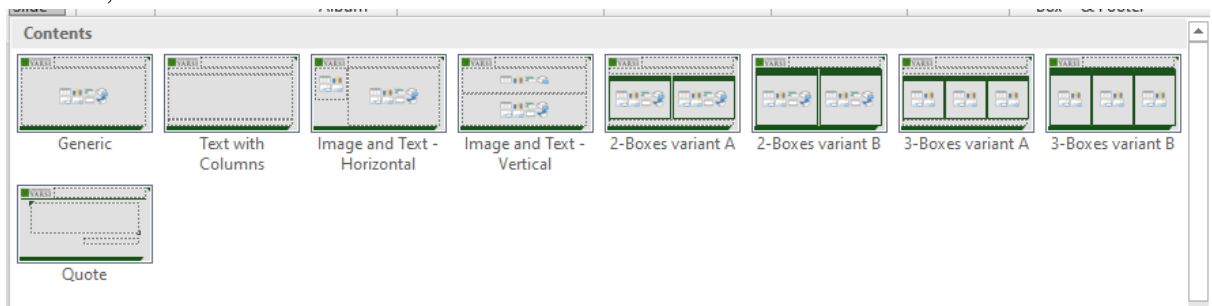 Contents
Generic
Text with Columns
Image and Text - Horizontal
Image and Text - Vertical
2-Boxes variant A
2-Boxes variant B
3-Boxes variant A
3-Boxes variant B
Quote